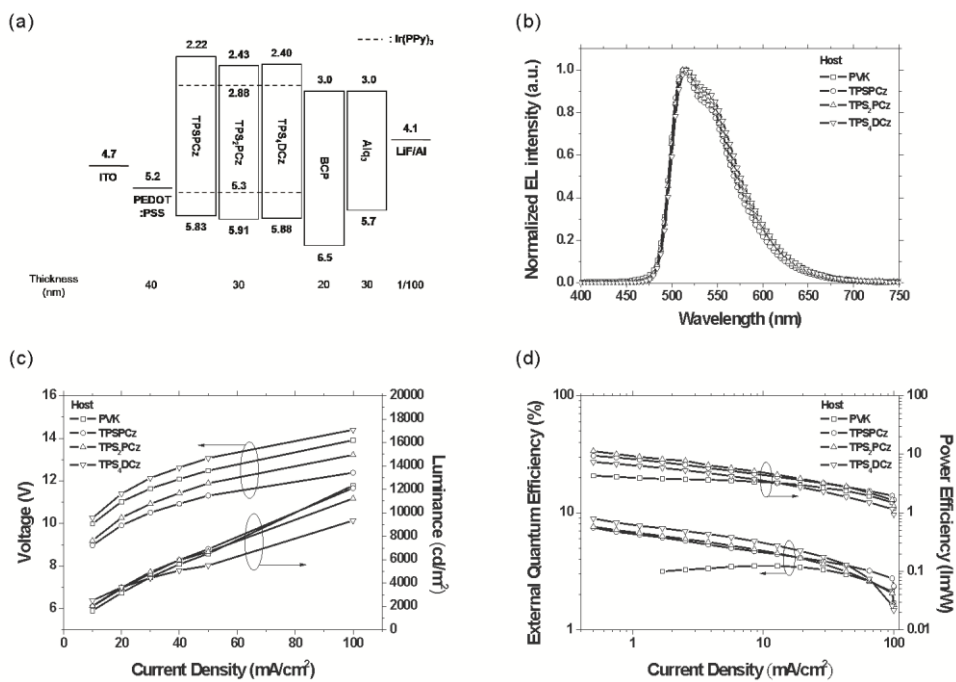 (a)
- - - - : Ir(PPy)3
2.22
2.43
2.40
2.88
3.0
3.0
4.1
LiF/Al
4.7
ITO
5.2
PEDOT
:PSS
TPSPCz
TPS2PCz
TPS4DCz
BCP
Alq3
5.3
5.83
5.91
5.88
6.5
5.7
Thickness
(nm)
40
30
20
30
1/100
(b)
Normalized EL intensity (a.u.)
1.0
0.8
0.6
0.4
0.2
0.0
400
450
500
550
600
650
700
750
Wavelength (nm)
Host
PVK
TPSPCz
TPS2PCz
TPS4DCz
(c)
Voltage (V)
16
14
12
10
8
6
Host
PVK
TPSPCz
TPS2PCz
TPS4DCz
20000
18000
16000
14000
12000
10000
8000
6000
4000
2000
0
Luminance (cd/m2)
0
20
40
60
80
100
Current Density (mA/cm2)
(d)
External Quantum Efficiency (%)
100
10
1
Host
PVK
TPSPCz
TPS2PCz
TPS4DCz
100
10
1
0.1
0.01
Power Efficiency (lm/W)
1
10
100
Current Density (mA/cm2)